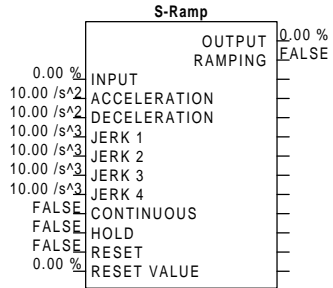 S-Ramp
OUTPUT 0.00 %
RAMPING FALSE
0.00 % INPUT
10.00 /s^2 ACCELERATION
10.00 /s^2 DECELERATION
10.00 /s^3 JERK 1
10.00 /s^3 JERK 2
10.00 /s^3 JERK 3
10.00 /s^3 JERK 4
FALSE CONTINUOUS
FALSE HOLD
FALSE RESET
0.00 % RESET VALUE